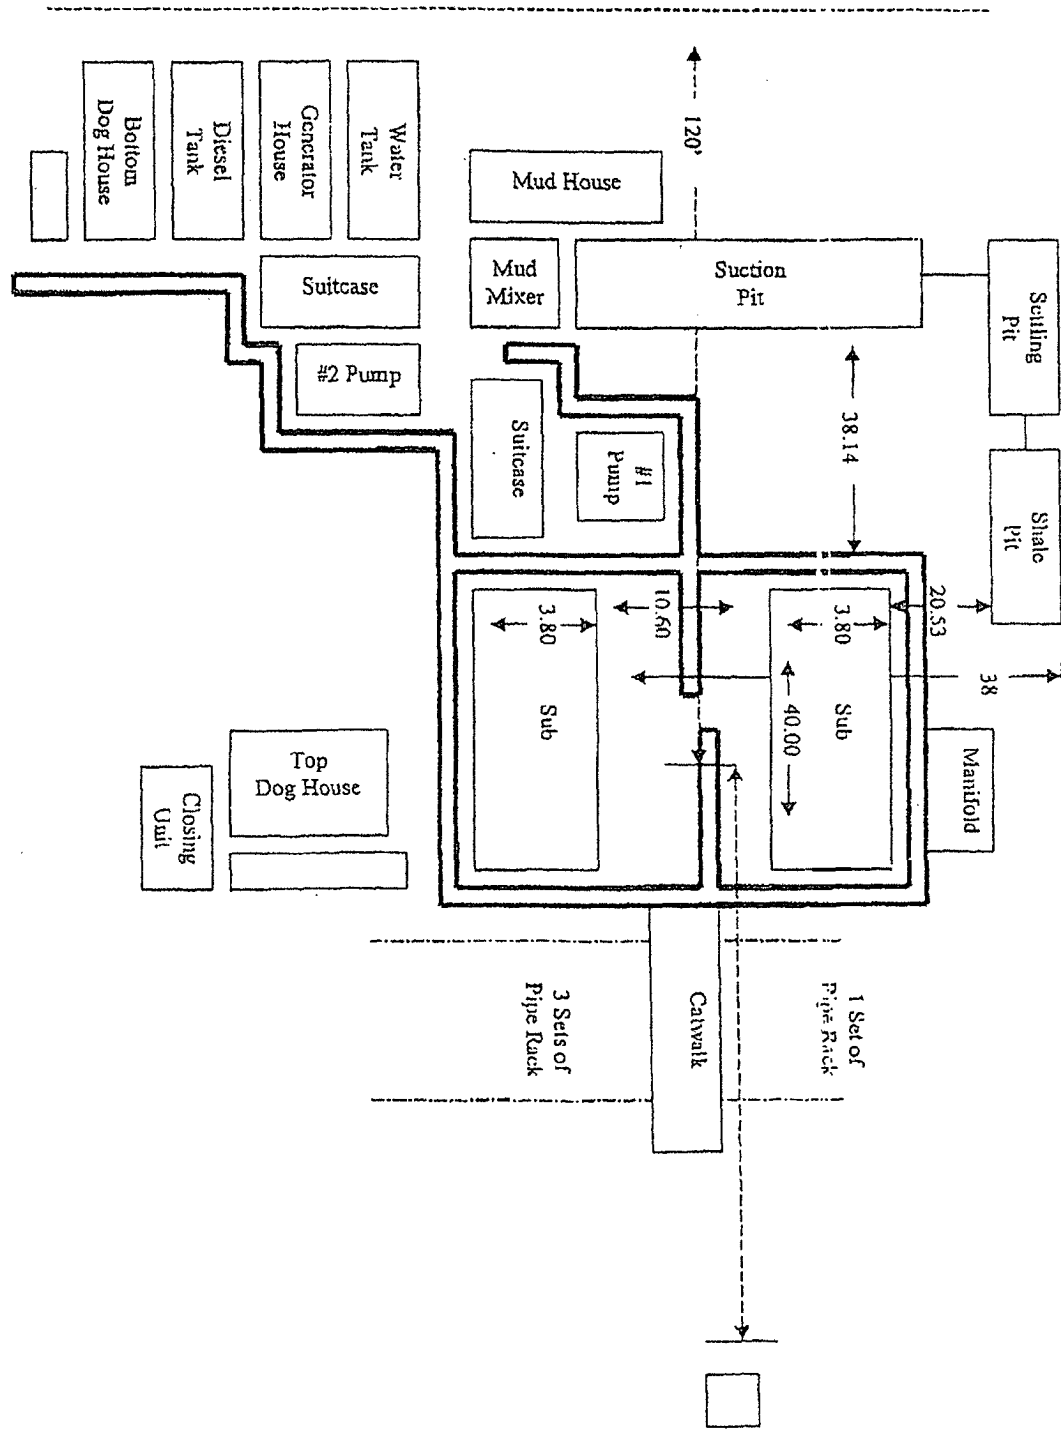 120'
Water
Tank
Generator
House
Diesel
Tank
Bottom
Dog House
Mud House
Mud
Mixer
Suction
Pit
Settling
Pit
Shale
Pit
Suitcase
#2 Pump
Suitcase
#1
Pump
38.14
20.53
38
10.60
3.80
Sub
3.80
40.00
Sub
Manifold
Top
Dog House
Closing
Unit
Catwalk
1 Set of
Pipe Rack
3 Sets of
Pipe Rack